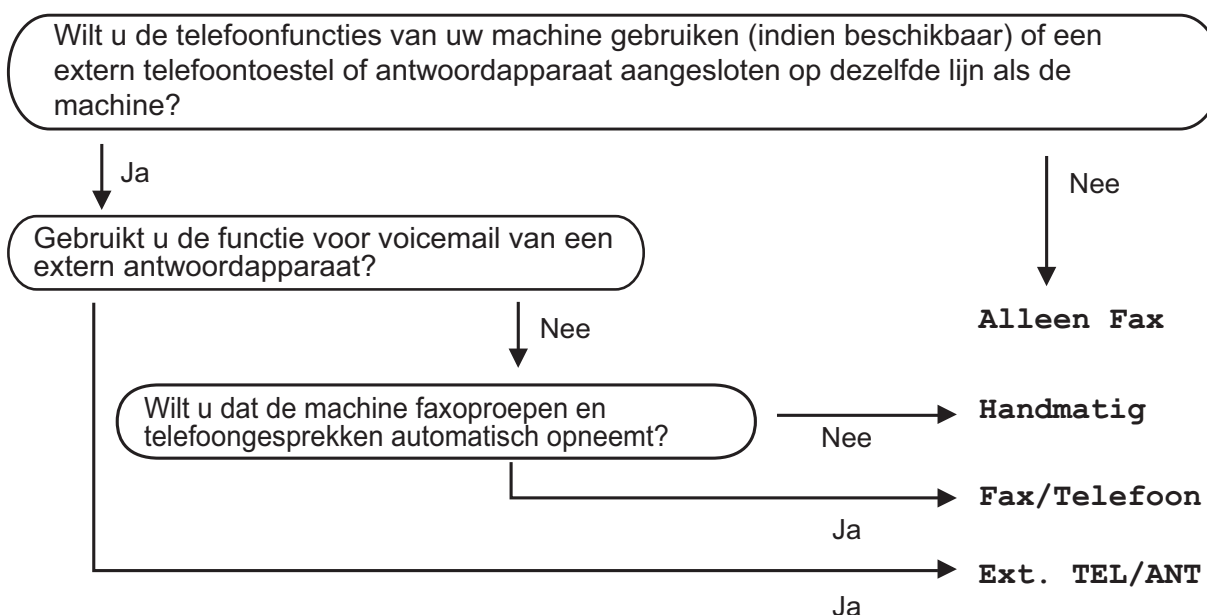 Wilt u de telefoonfuncties van uw machine gebruiken (indien beschikbaar) of een
extern telefoontoestel of antwoordapparaat aangesloten op dezelfde lijn als de
machine?
Ja
Nee
Gebruikt u de functie voor voicemail van een
extern antwoordapparaat?
Nee
Alleen Fax
Wilt u dat de machine faxoproepen en
telefoongesprekken automatisch opneemt?
Nee
Handmatig
Ja
Fax/Telefoon
Ja
Ext. TEL/ANT